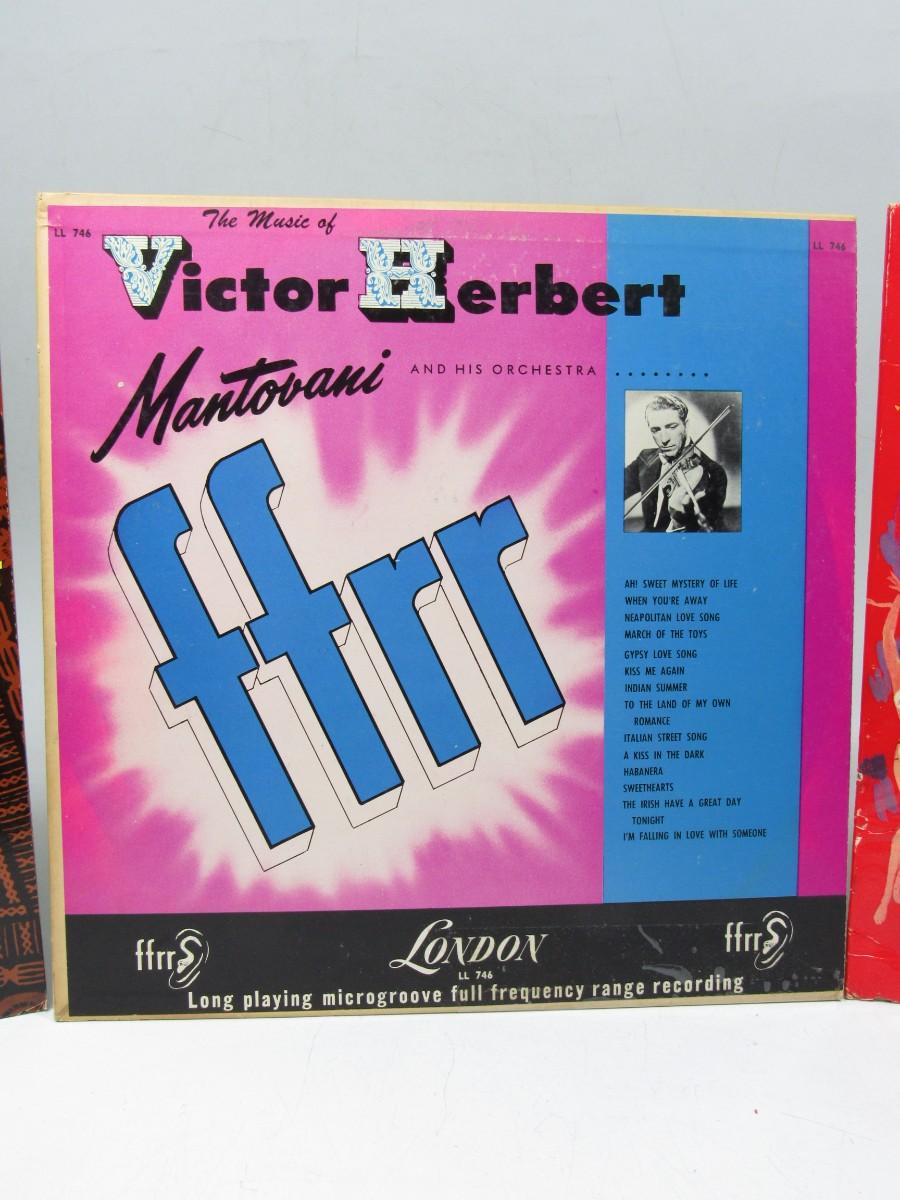 The Music of
LL 746
LL 746
Victor Herbert
Mantovani AND HIS ORCHESTRA ........
ffrr
AH! SWEET MYSTERY OF LIFE
WHEN YOU'RE AWAY
NEAPOLITAN LOVE SONG
MARCH OF THE TOYS
GYPSY LOVE SONG
KISS ME AGAIN
INDIAN SUMMER
TO THE LAND OF MY OWN
ROMANCE
ITALIAN STREET SONG
A KISS IN THE DARK
HABANERA
SWEETHEARTS
THE IRISH HAVE A GREAT DAY
TONIGHT
I'M FALLING IN LOVE WITH SOMEONE
ffrr
LONDON
ffrr
LL 746
Long playing microgroove full frequency range recording